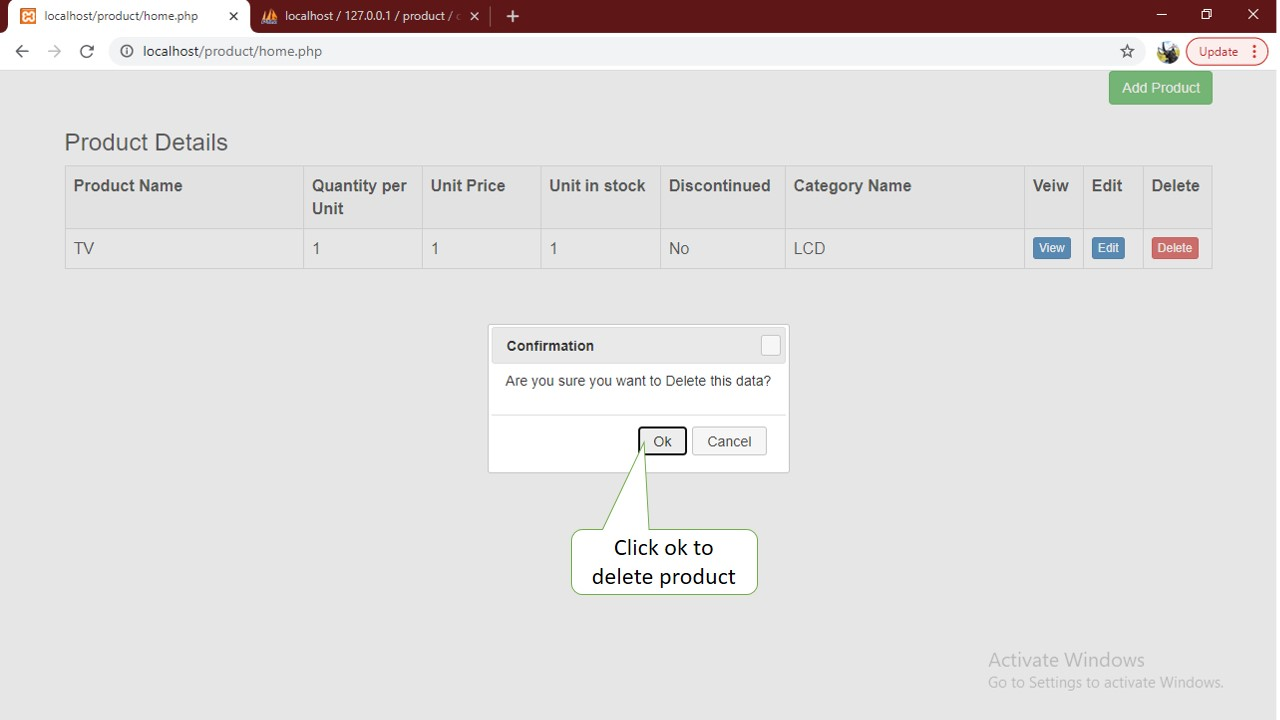 localhost/product/home.php
localhost / 127.0.0.1 / product /
localhost/product/home.php
Update
Add Product
Product Details
Product Name Quantity per Unit Unit Price Unit in stock Discontinued Category Name Veiw Edit Delete
TV 1 1 1 No LCD View Edit Delete
Confirmation
Are you sure you want to Delete this data?
Ok Cancel
Click ok to
delete product
Activate Windows
Go to Settings to activate Windows.